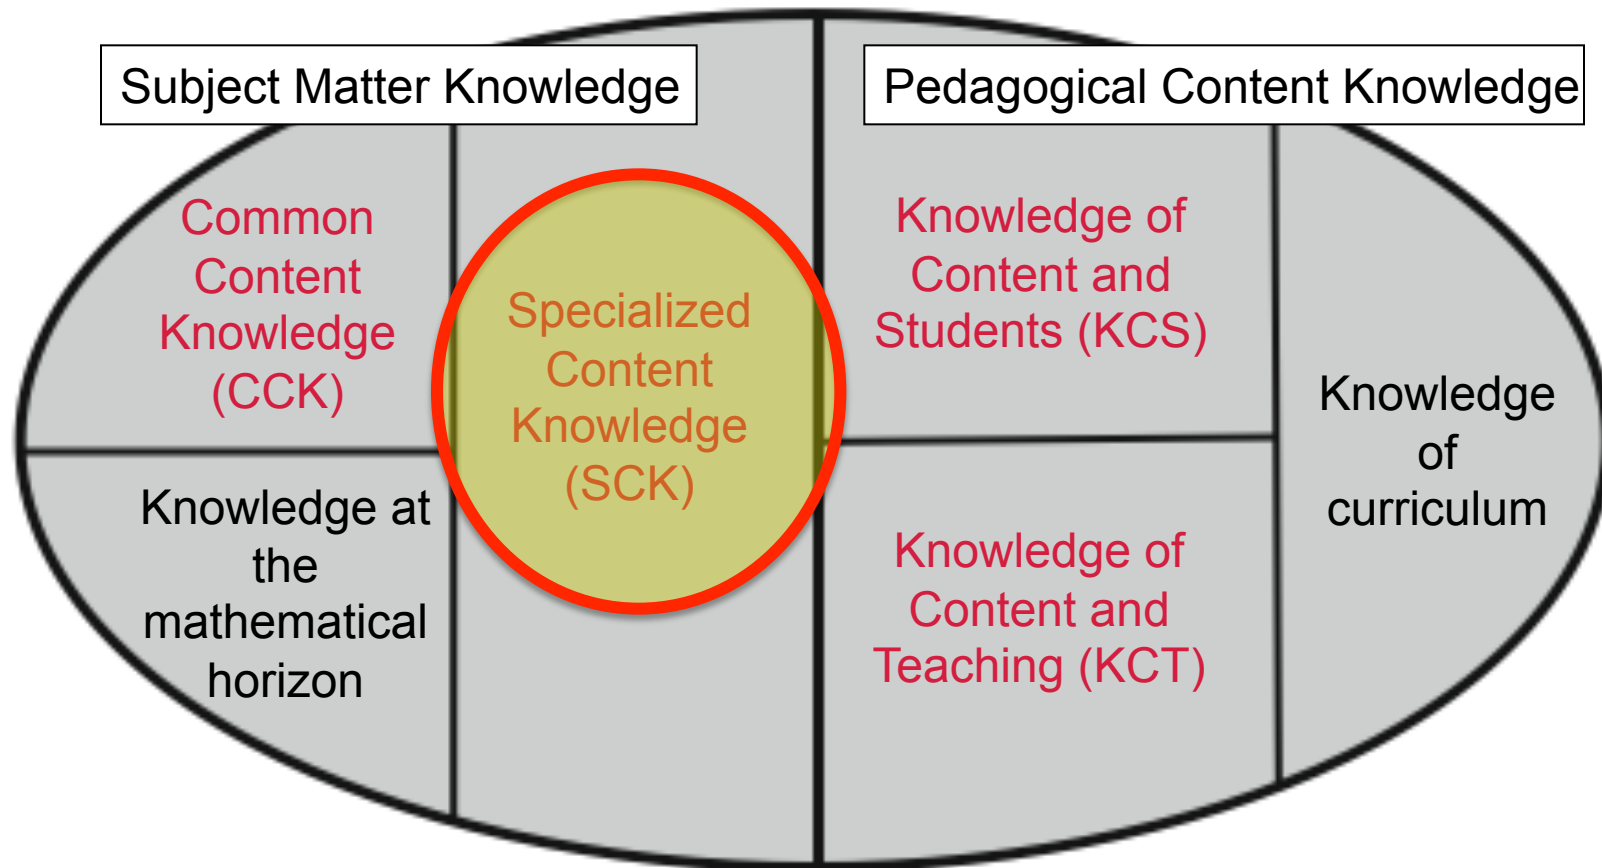 Subject Matter Knowledge
Pedagogical Content Knowledge
Common
Content
Knowledge
(CCK)
Specialized
Content
Knowledge
(SCK)
Knowledge of
Content and
Students (KCS)
Knowledge
of
curriculum
Knowledge at
the
mathematical
horizon
Knowledge of
Content and
Teaching (KCT)